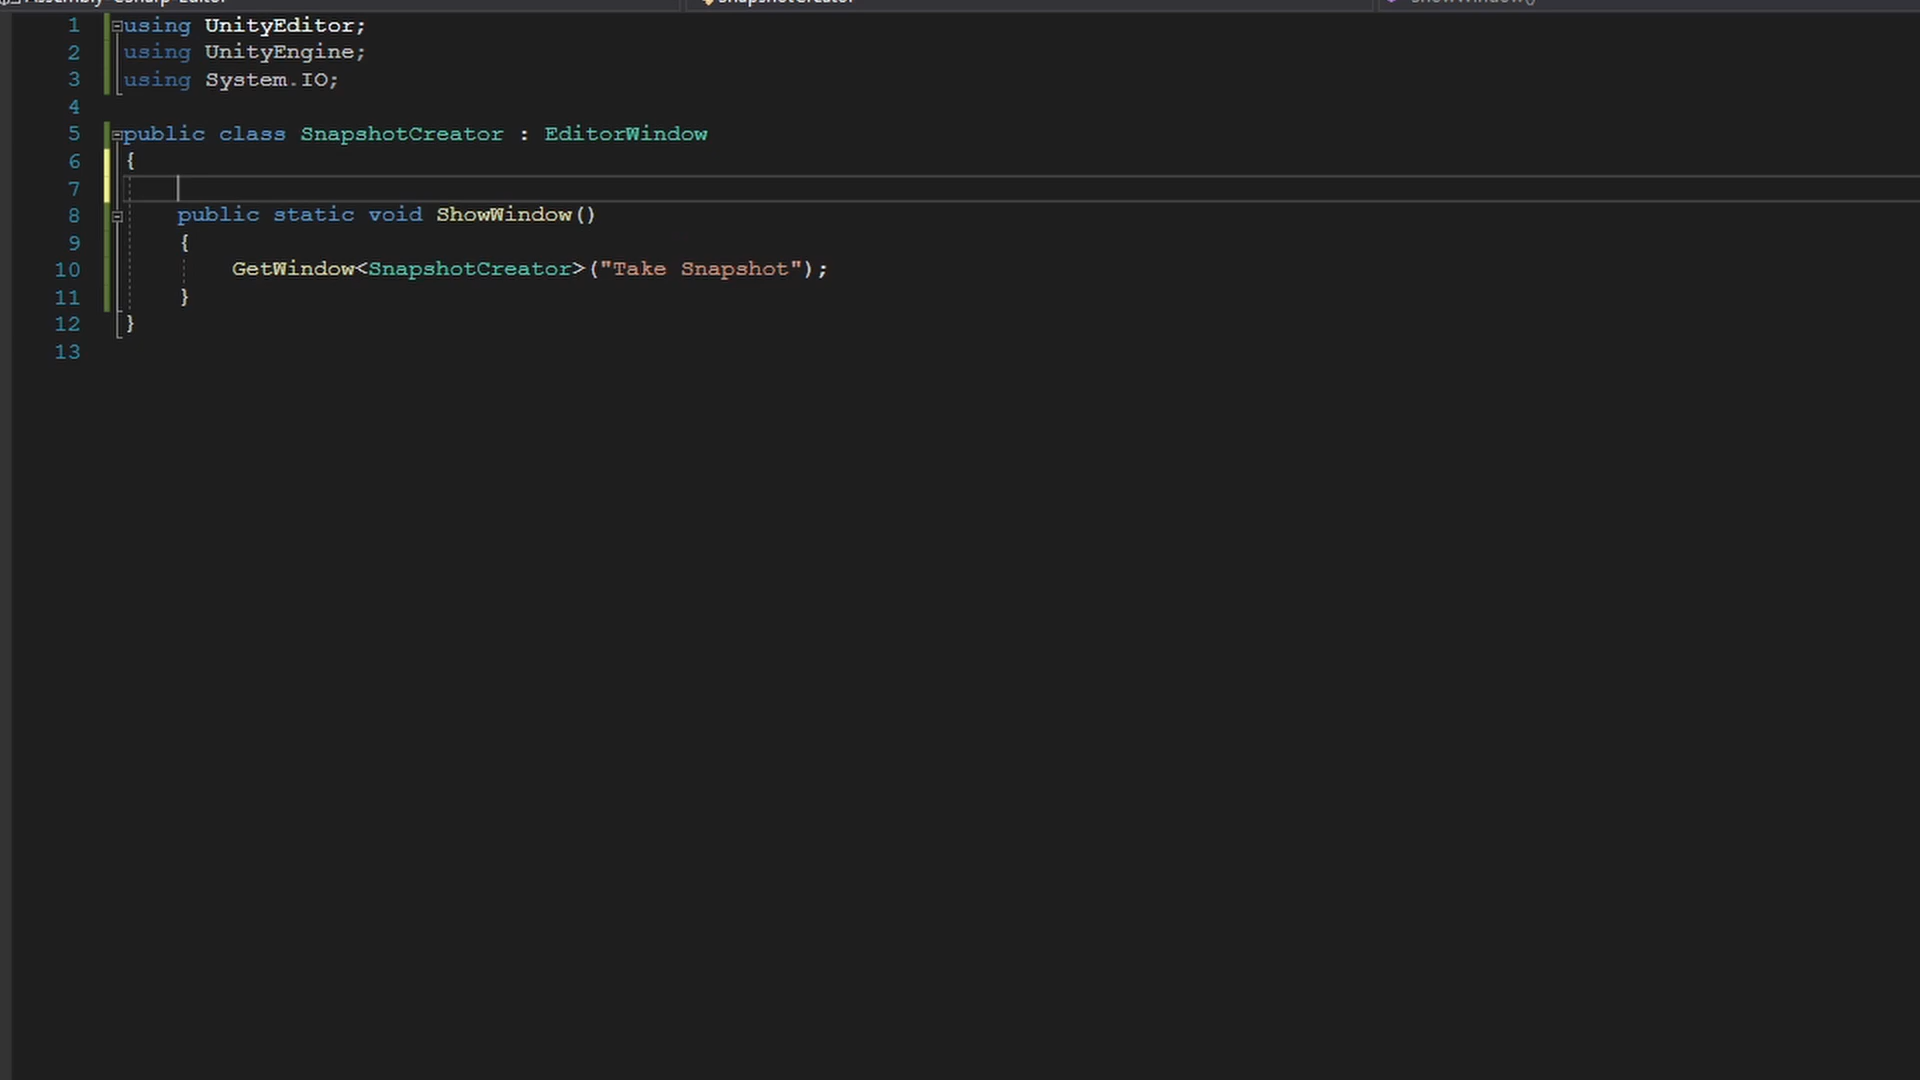 1 using UnityEditor;
2 using UnityEngine;
3 using System.IO;
4
5 public class SnapshotCreator : EditorWindow
6 {
7
8 public static void ShowWindow()
9 {
10 GetWindow<SnapshotCreator>("Take Snapshot");
11 }
12 }
13